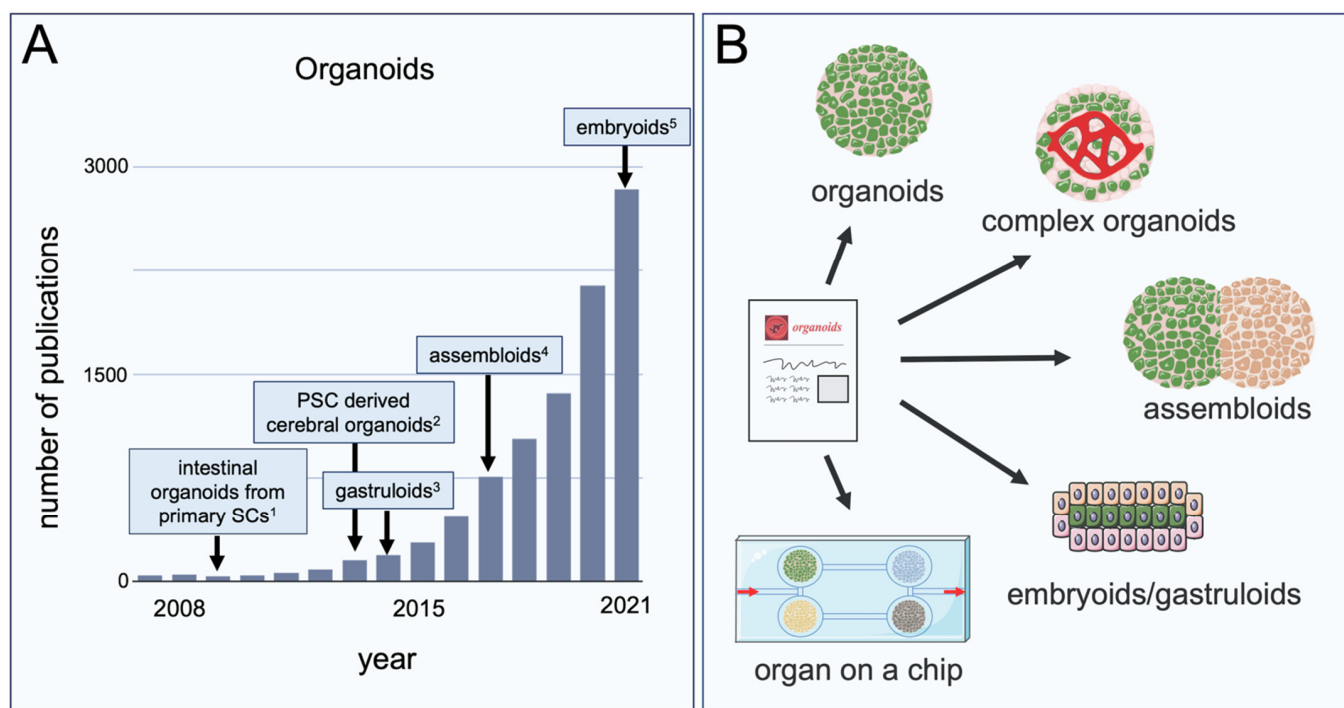 A
Organoids
embryoids⁵
3000
assembloids⁴
1500
PSC derived
cerebral organoids²
gastruloids³
intestinal
organoids from
primary SCs¹
0
2008
2015
2021
year
number of publications
B
organoids
complex organoids
organoids
assembloids
embryoids/gastruloids
organ on a chip